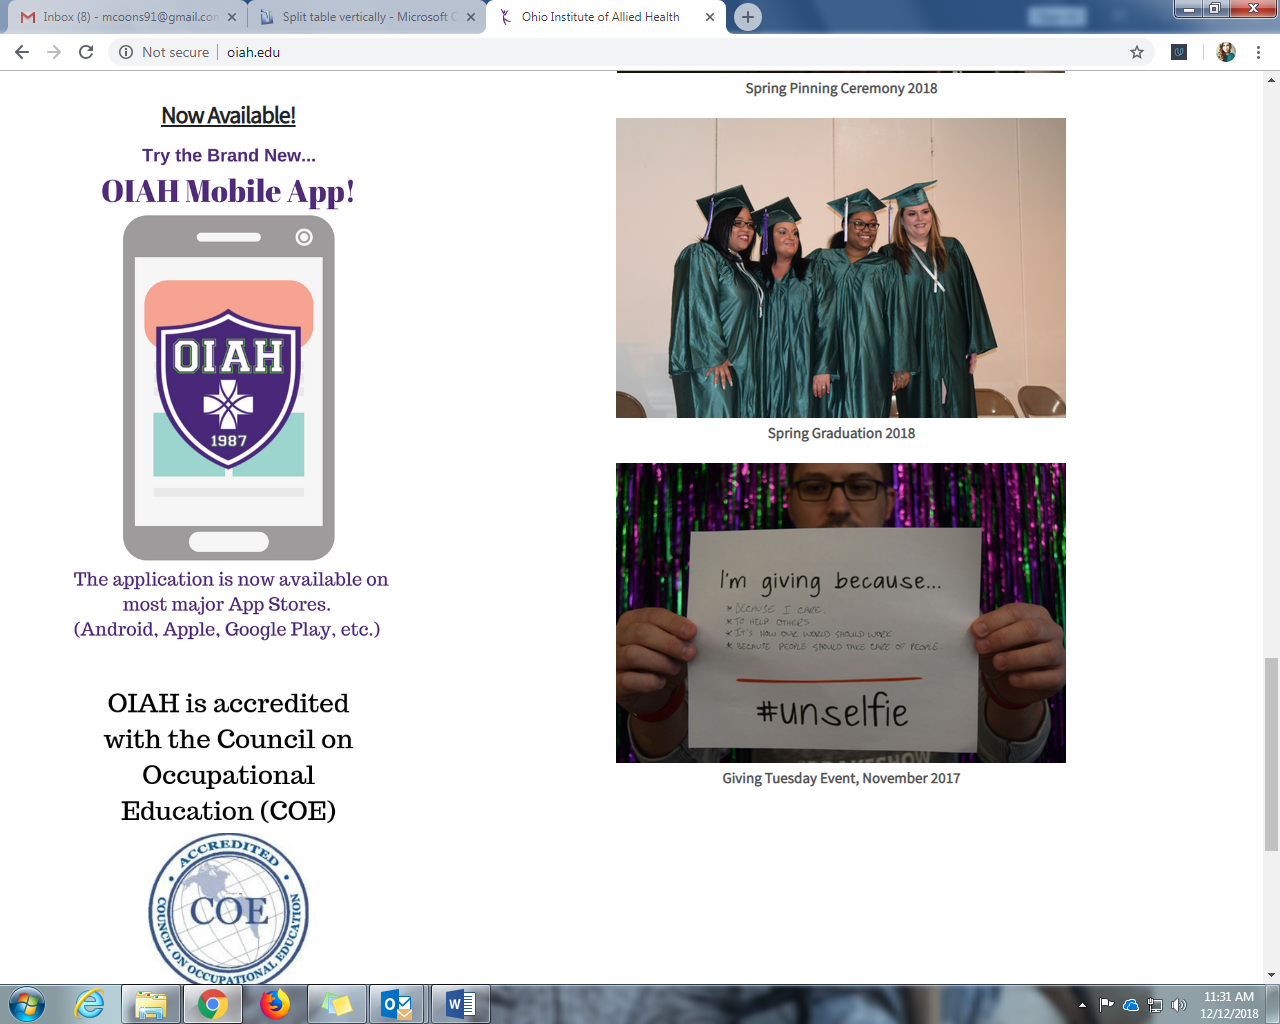 Inbox (8) - mcoons91@gmail.con
Split table vertically - Microsoft C
Ohio Institute of Allied Health
Not secure
oiah.edu
Now Available!
Try the Brand New...
OIAH Mobile App!
OIAH
1987
The application is now available on
most major App Stores.
(Android, Apple, Google Play, etc.)
OIAH is accredited
with the Council on
Occupational
Education (COE)
ACCREDITED
COE
COUNCIL ON OCCUPATIONAL EDUCATION
Spring Pinning Ceremony 2018
Spring Graduation 2018
I'm giving because...
* BECAUSE I CARE.
* TO HELP OTHERS
* IT'S HOW OUR WORLD SHOULD WORK
* BECAUSE PEOPLE SHOULD TAKE CARE OF PEOPLE.
#unselfie
Giving Tuesday Event, November 2017
11:31 AM
12/12/2018